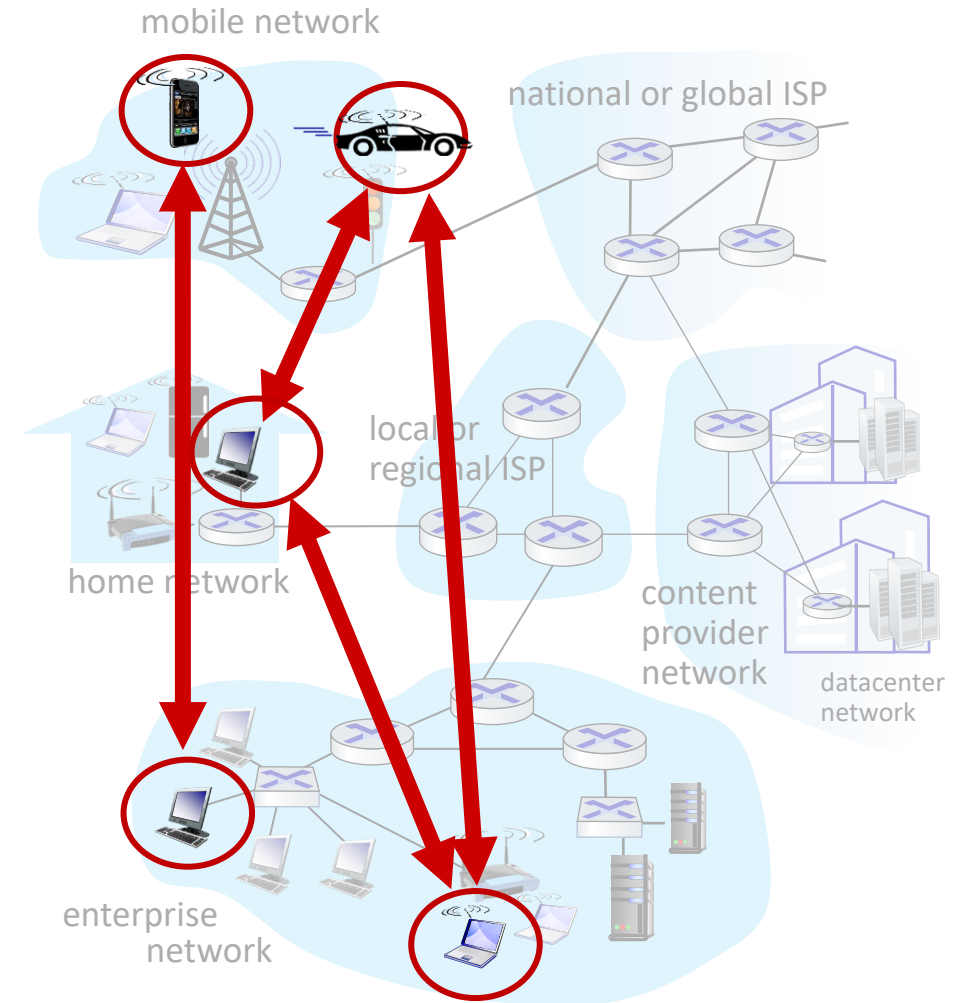 mobile network
national or global ISP
local or
regional ISP
home network
content
provider
network
datacenter
network
enterprise
network